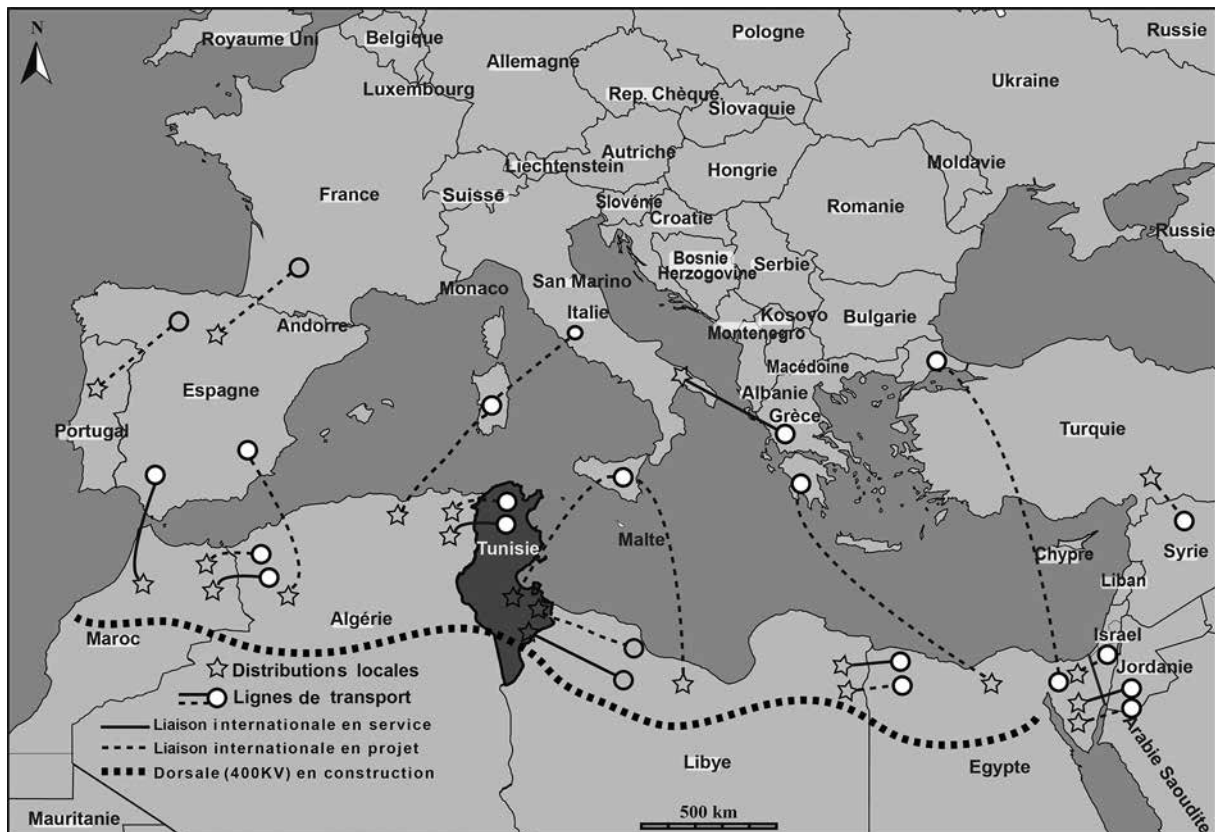 N
Royaume Uni
Belgique
Pologne
Russie
Allemagne
Ukraine
Luxembourg
Rep. Chèque
Slovaquie
Autriche
Moldavie
Liechtenstein
Hongrie
France
Suisse
Slovénie
Romanie
Croatie
Russie
Bosnie
Herzogovine
Serbie
San Marino
Monaco
Italie
Kosovo
Bulgarie
Andorre
Montenegro
Macédoine
Espagne
Albanie
Grèce
Portugal
Turquie
Tunisie
Malte
Chypre
Syrie
Liban
Algérie
Maroc
Israel
Jordanie
Distributions locales
Lignes de transport
Liaison internationale en service
Liaison internationale en projet
Dorsale (400KV) en construction
Arabie Saoudite
Libye
Egypte
500 km
Mauritanie